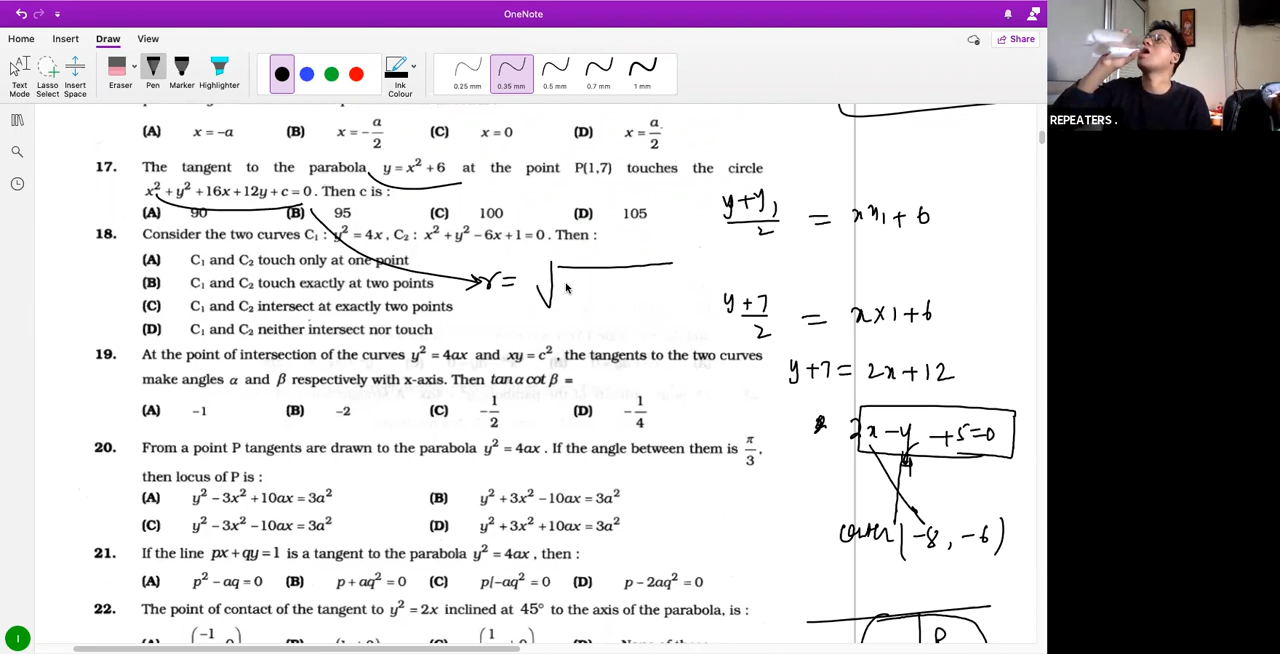 OneNote
Home Insert Draw View
Share
Text Mode
Lasso Select
Insert Space
Eraser
Pen
Marker
Highlighter
0.25 mm
0.35 mm
0.5 mm
0.7 mm
1 mm
Ink Colour
REPEATERS .
(A) x = −a (B) x = −a/2 (C) x = 0 (D) x = a/2
17. The tangent to the parabola y = x² + 6 at the point P(1,7) touches the circle
x² + y² + 16x + 12y + c = 0. Then c is :
(A) 90 (B) 95 (C) 100 (D) 105
18. Consider the two curves C₁ : y² = 4x, C₂ : x² + y² − 6x + 1 = 0. Then :
(A) C₁ and C₂ touch only at one point
(B) C₁ and C₂ touch exactly at two points
(C) C₁ and C₂ intersect at exactly two points
(D) C₁ and C₂ neither intersect nor touch
19. At the point of intersection of the curves y² = 4ax and xy = c², the tangents to the two curves
make angles α and β respectively with x-axis. Then tan α cot β =
(A) −1 (B) −2 (C) −1/2 (D) −1/4
20. From a point P tangents are drawn to the parabola y² = 4ax. If the angle between them is π/3,
then locus of P is :
(A) y² − 3x² + 10ax = 3a² (B) y² + 3x² − 10ax = 3a²
(C) y² − 3x² − 10ax = 3a² (D) y² + 3x² + 10ax = 3a²
21. If the line px + qy = 1 is a tangent to the parabola y² = 4ax, then :
(A) p² − aq = 0 (B) p + aq² = 0 (C) p − aq² = 0 (D) p − 2aq² = 0
22. The point of contact of the tangent to y² = 2x inclined at 45° to the axis of the parabola, is :
r = √
(y + y₁)/2 = xx₁ + 6
(y + 7)/2 = x × 1 + 6
y + 7 = 2x + 12
2x − y + 5 = 0
(−8, −6)
P
I